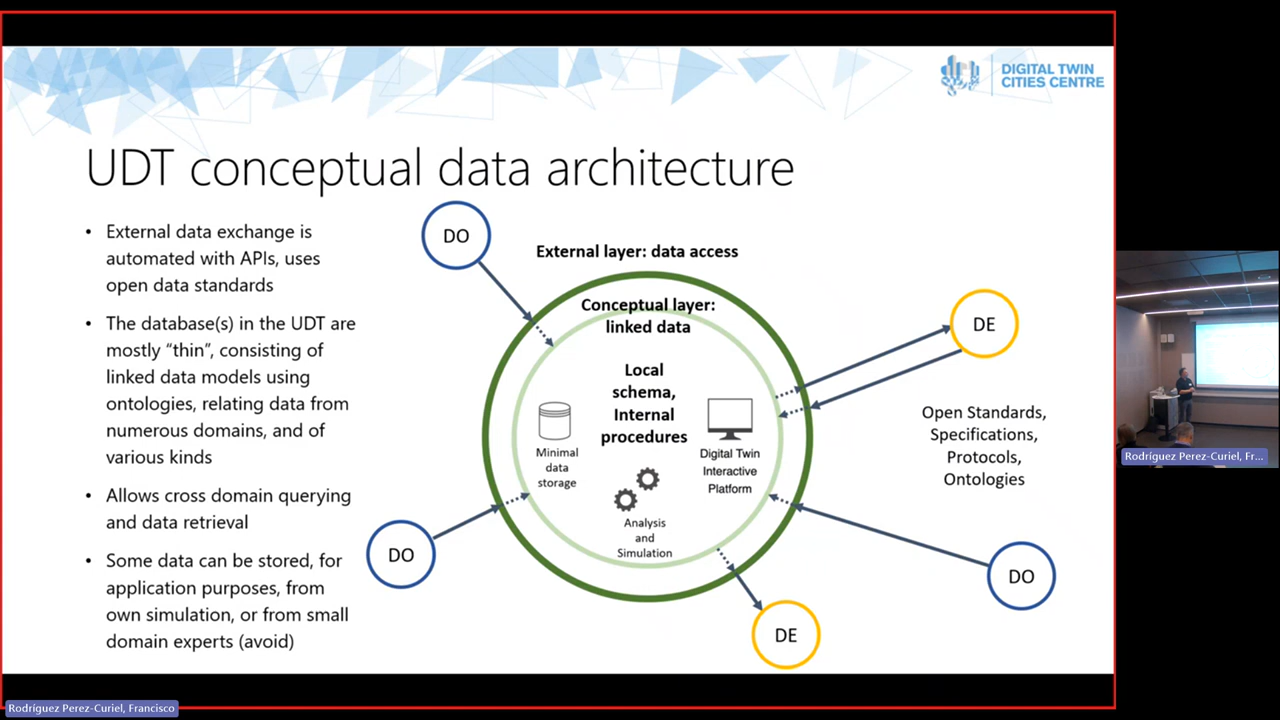 DIGITAL TWIN
CITIES CENTRE
UDT conceptual data architecture
• External data exchange is
automated with APIs, uses
open data standards
• The database(s) in the UDT are
mostly “thin”, consisting of
linked data models using
ontologies, relating data from
numerous domains, and of
various kinds
• Allows cross domain querying
and data retrieval
• Some data can be stored, for
application purposes, from
own simulation, or from small
domain experts (avoid)
DO
External layer: data access
Conceptual layer:
linked data
DE
Local
schema,
Internal
procedures
Minimal
data
storage
Digital Twin
Interactive
Platform
Analysis
and
Simulation
Open Standards,
Specifications,
Protocols,
Ontologies
DO
DO
DE
Rodríguez Perez-Curiel, Fr...
Rodríguez Perez-Curiel, Francisco